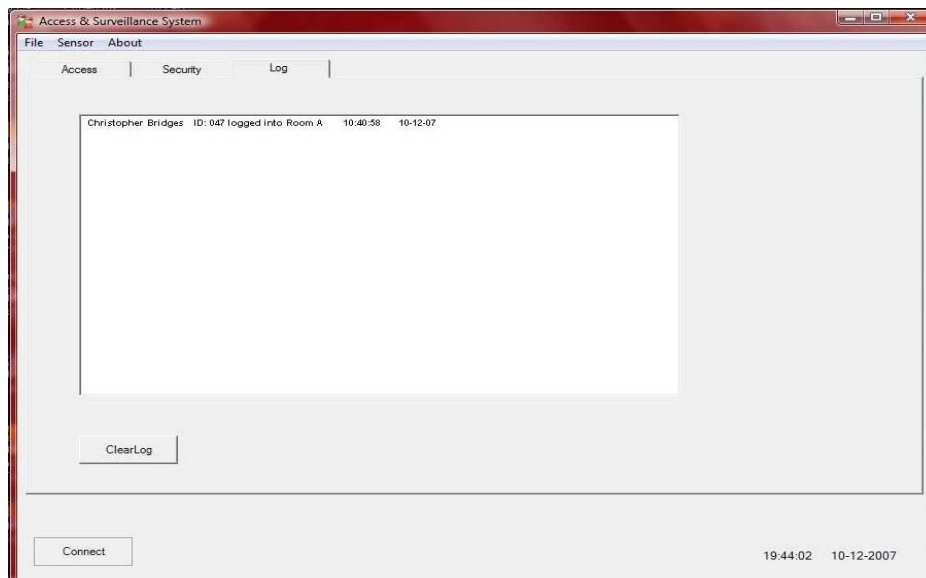 Access & Surveillance System
File Sensor About
Access Security Log
Christopher Bridges ID: 047 logged into Room A 10:40:58 10-12-07
ClearLog
Connect
19:44:02 10-12-2007